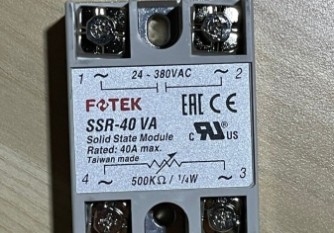 1 ~ 24 - 380VAC ~ 2
FOTEK EAC CE
SSR-40 VA
Solid State Module
Rated: 40A max.
Taiwan made
c RU US
4 ~ 500KΩ / 1/4W ~ 3